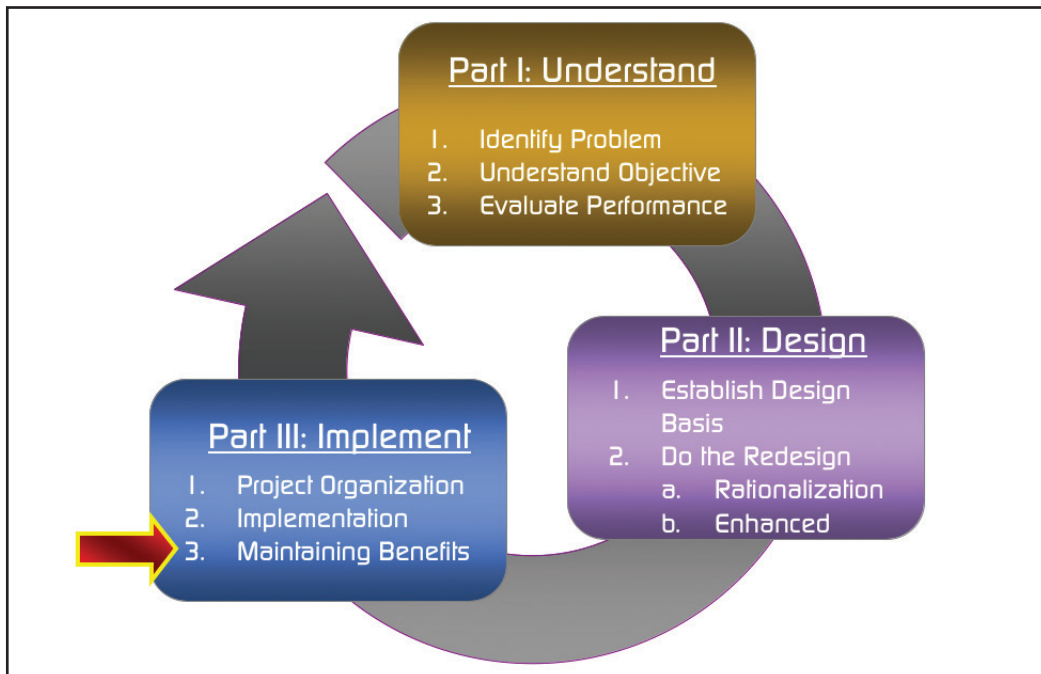 Part I: Understand
1. Identify Problem
2. Understand Objective
3. Evaluate Performance
Part II: Design
1. Establish Design
Basis
2. Do the Redesign
a. Rationalization
b. Enhanced
Part III: Implement
1. Project Organization
2. Implementation
3. Maintaining Benefits